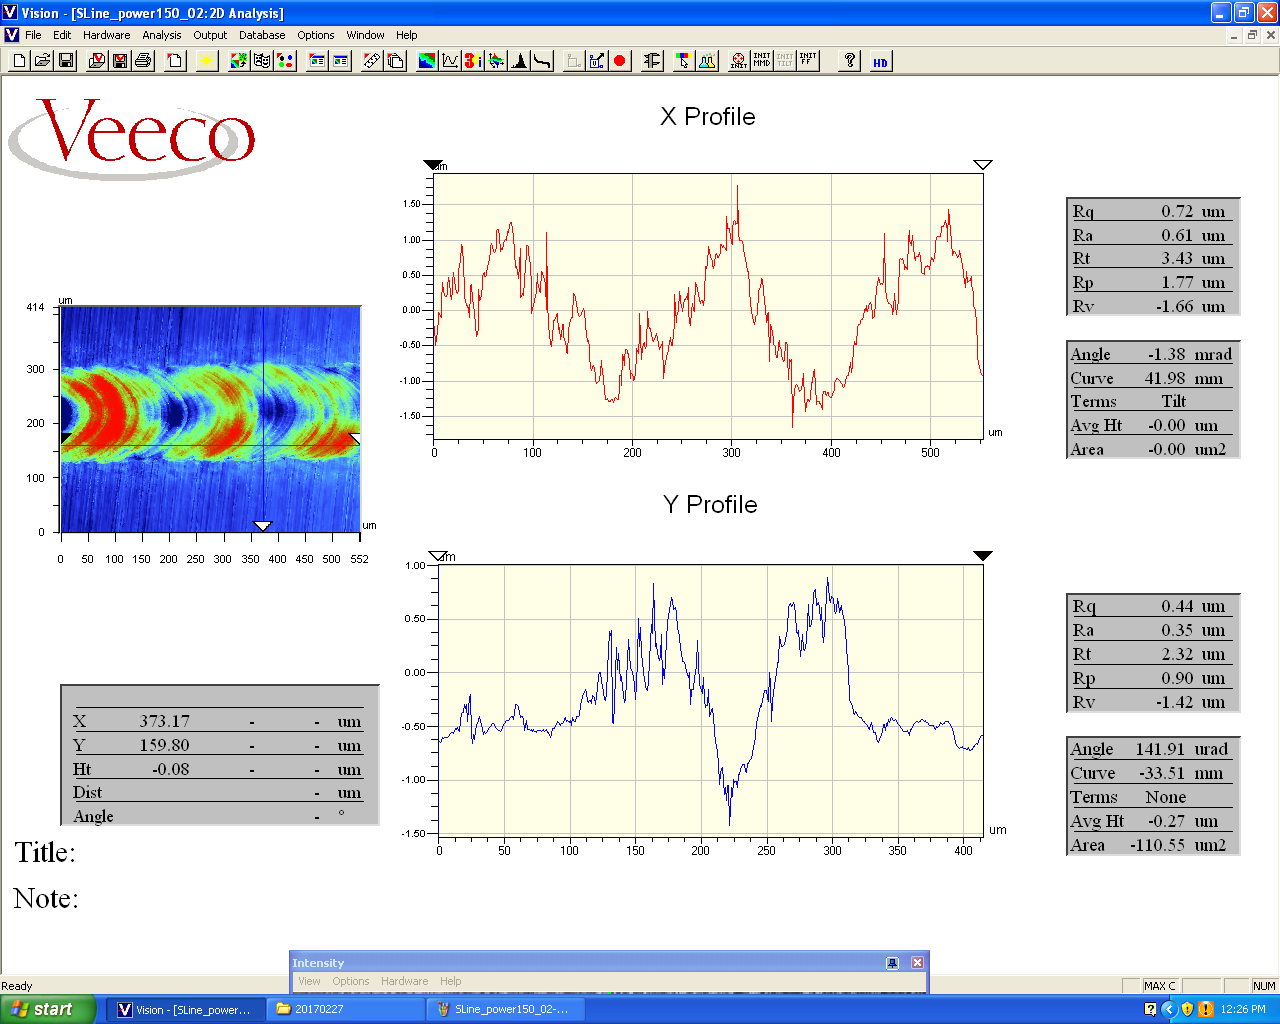 Vision - [SLine_power150_02:2D Analysis]
File Edit Hardware Analysis Output Database Options Window Help
INIT INIT MMD INIT TILT INIT FF ? HD
Veeco
X Profile
um
1.50
1.00
0.50
0.00
-0.50
-1.00
-1.50
0 100 200 300 400 500
um
Rq 0.72 um
Ra 0.61 um
Rt 3.43 um
Rp 1.77 um
Rv -1.66 um
Angle -1.38 mrad
Curve 41.98 mm
Terms Tilt
Avg Ht -0.00 um
Area -0.00 um2
um
414
300
200
100
0
um
0 50 100 150 200 250 300 350 400 450 500 552
Y Profile
um
1.00
0.50
0.00
-0.50
-1.00
-1.50
0 50 100 150 200 250 300 350 400
um
Rq 0.44 um
Ra 0.35 um
Rt 2.32 um
Rp 0.90 um
Rv -1.42 um
Angle 141.91 urad
Curve -33.51 mm
Terms None
Avg Ht -0.27 um
Area -110.55 um2
X 373.17 - - um
Y 159.80 - - um
Ht -0.08 - - um
Dist - um
Angle - °
Title:
Note:
Intensity
View Options Hardware Help
Ready
MAX C NUM
start
Vision - [SLine_power...
20170227
SLine_power150_02-...
12:26 PM